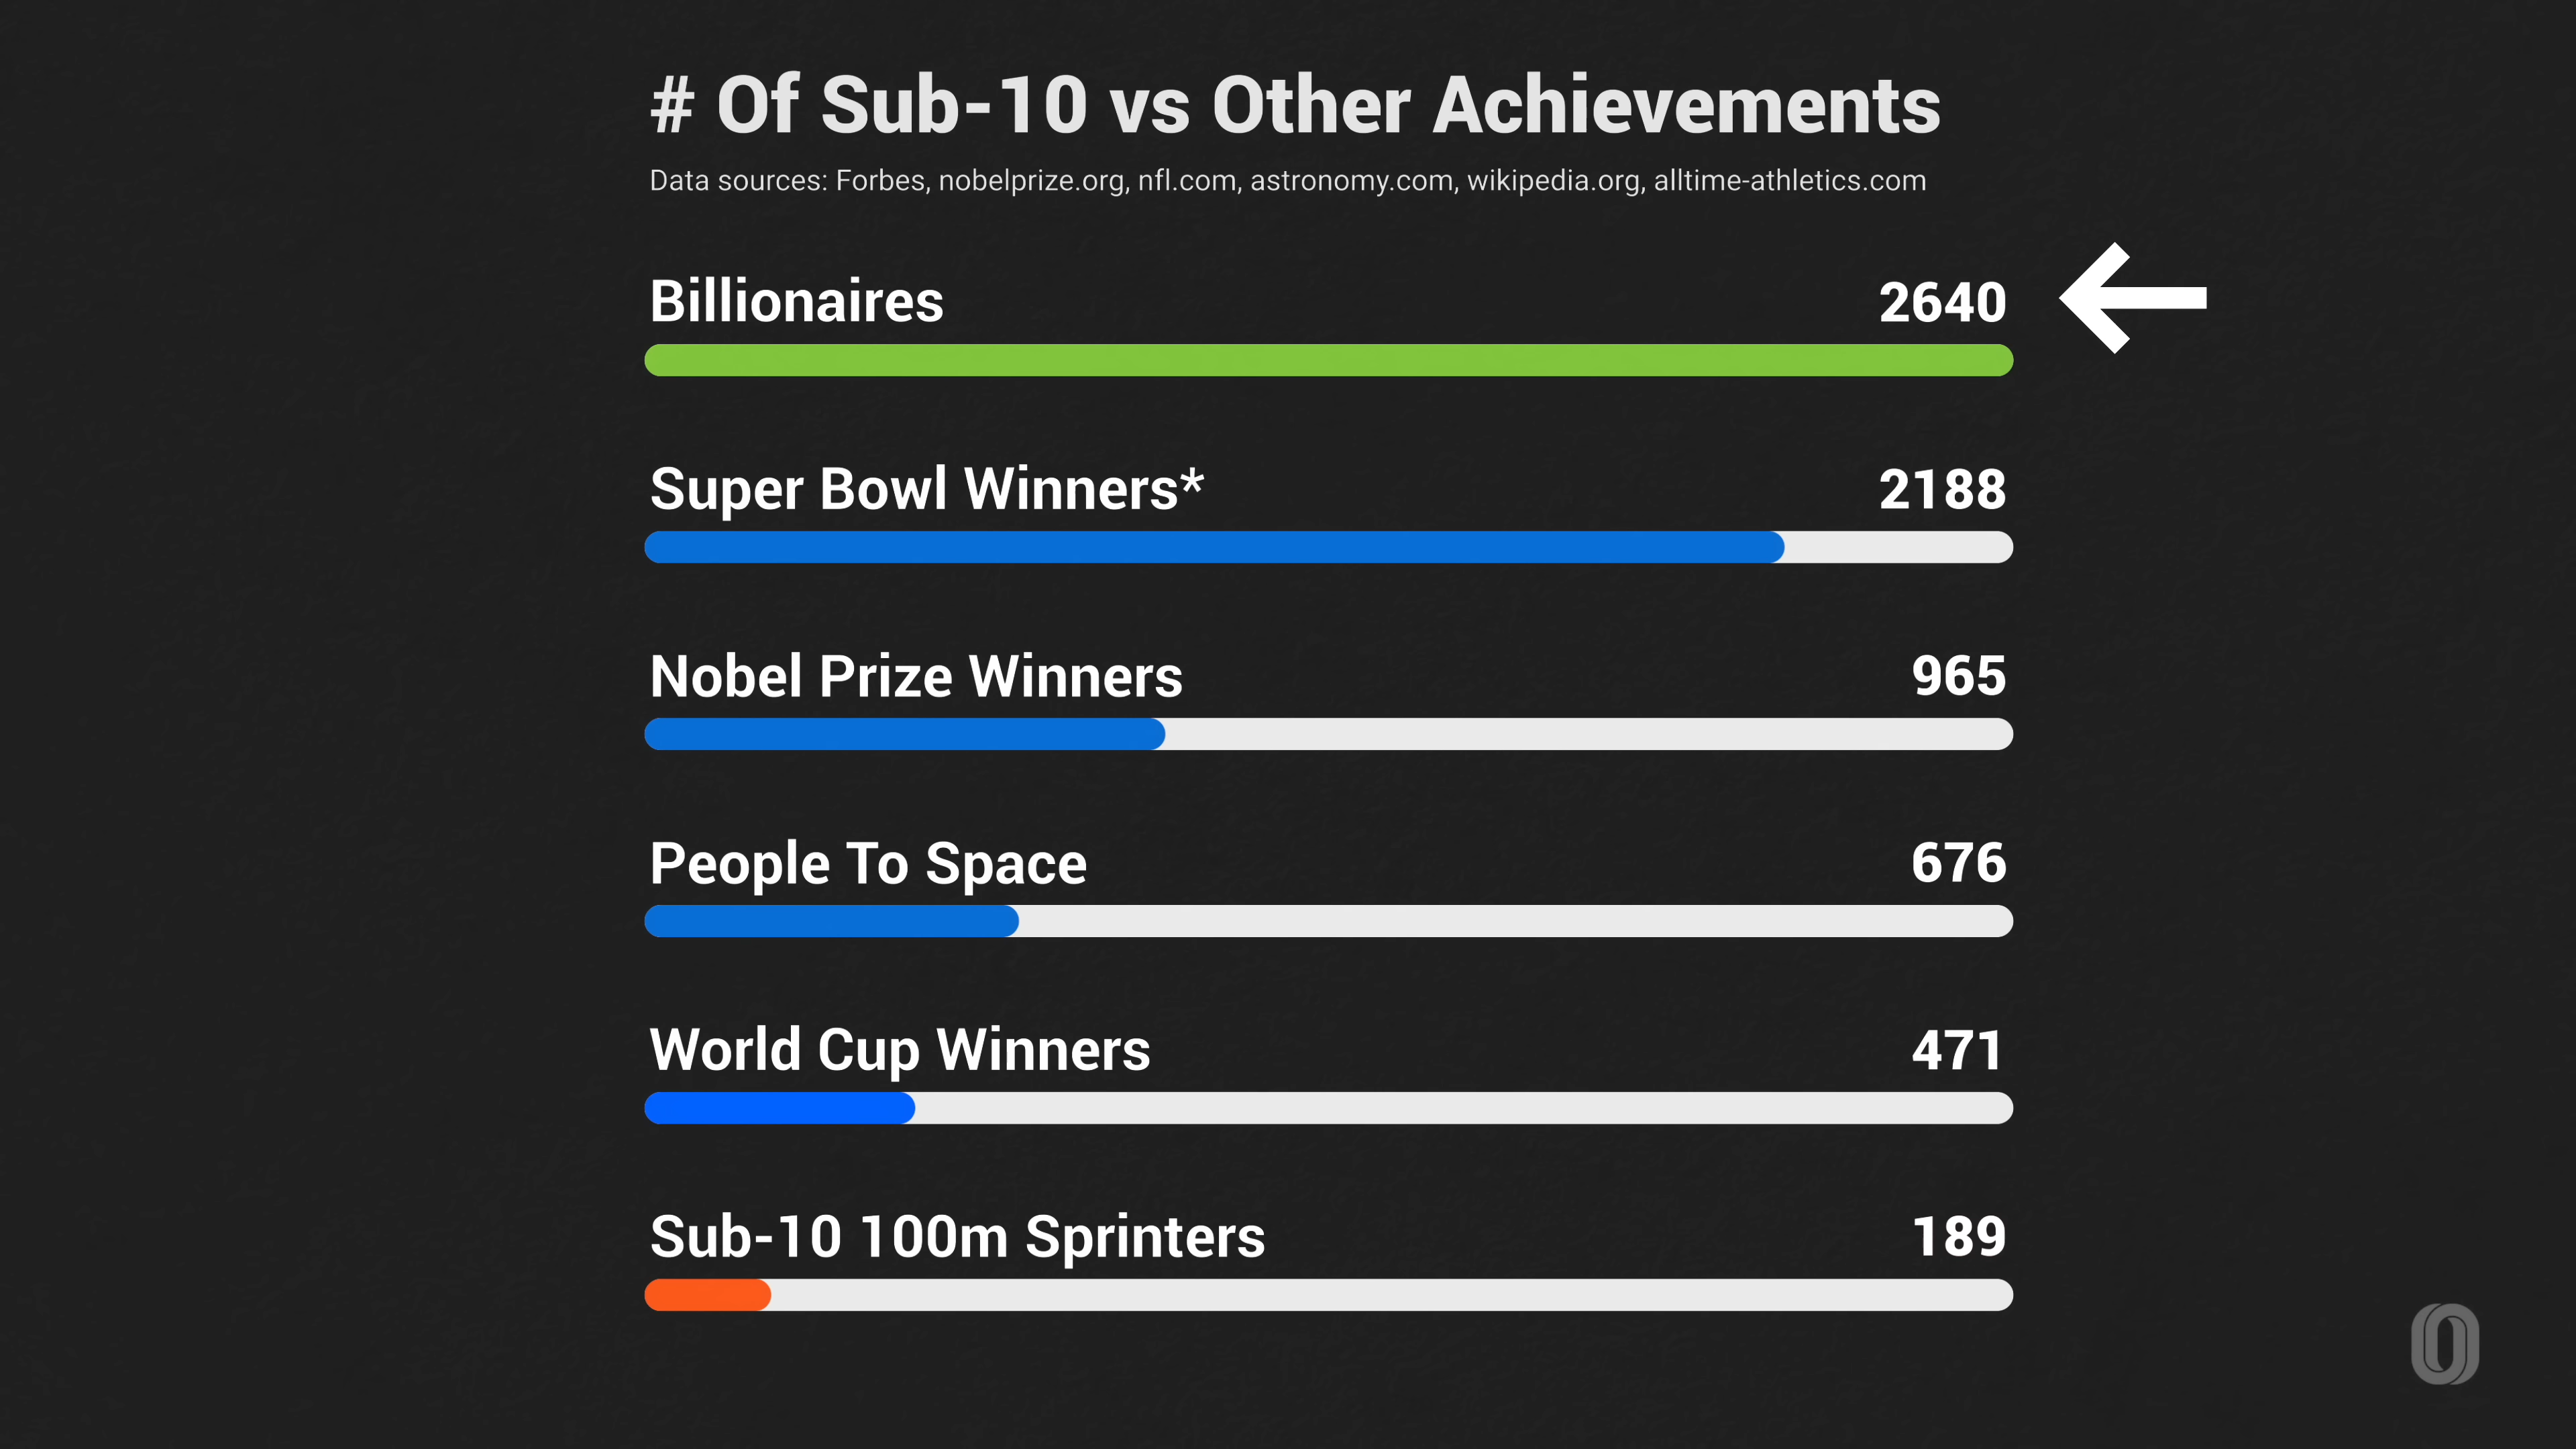 # Of Sub-10 vs Other Achievements
Data sources: Forbes, nobelprize.org, nfl.com, astronomy.com, wikipedia.org, alltime-athletics.com
Billionaires 2640
Super Bowl Winners* 2188
Nobel Prize Winners 965
People To Space 676
World Cup Winners 471
Sub-10 100m Sprinters 189